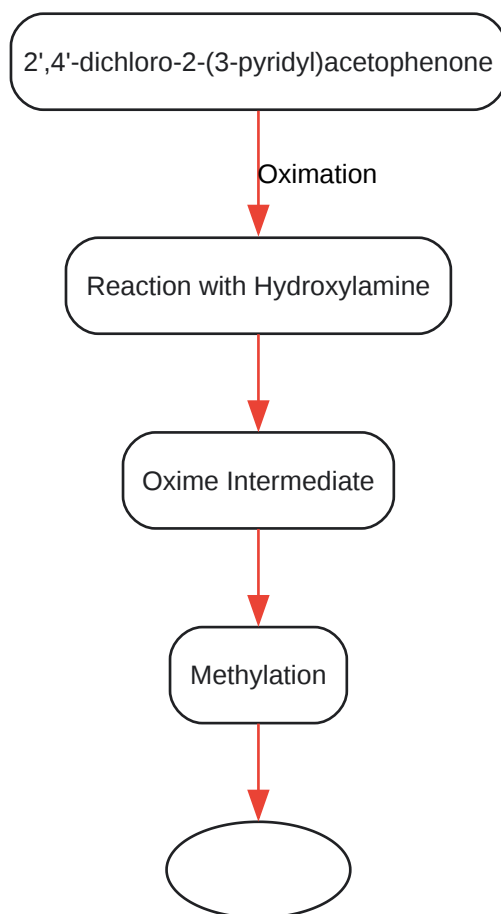 2',4'-dichloro-2-(3-pyridyl)acetophenone
Oximation
Reaction with Hydroxylamine
Oxime Intermediate
Methylation